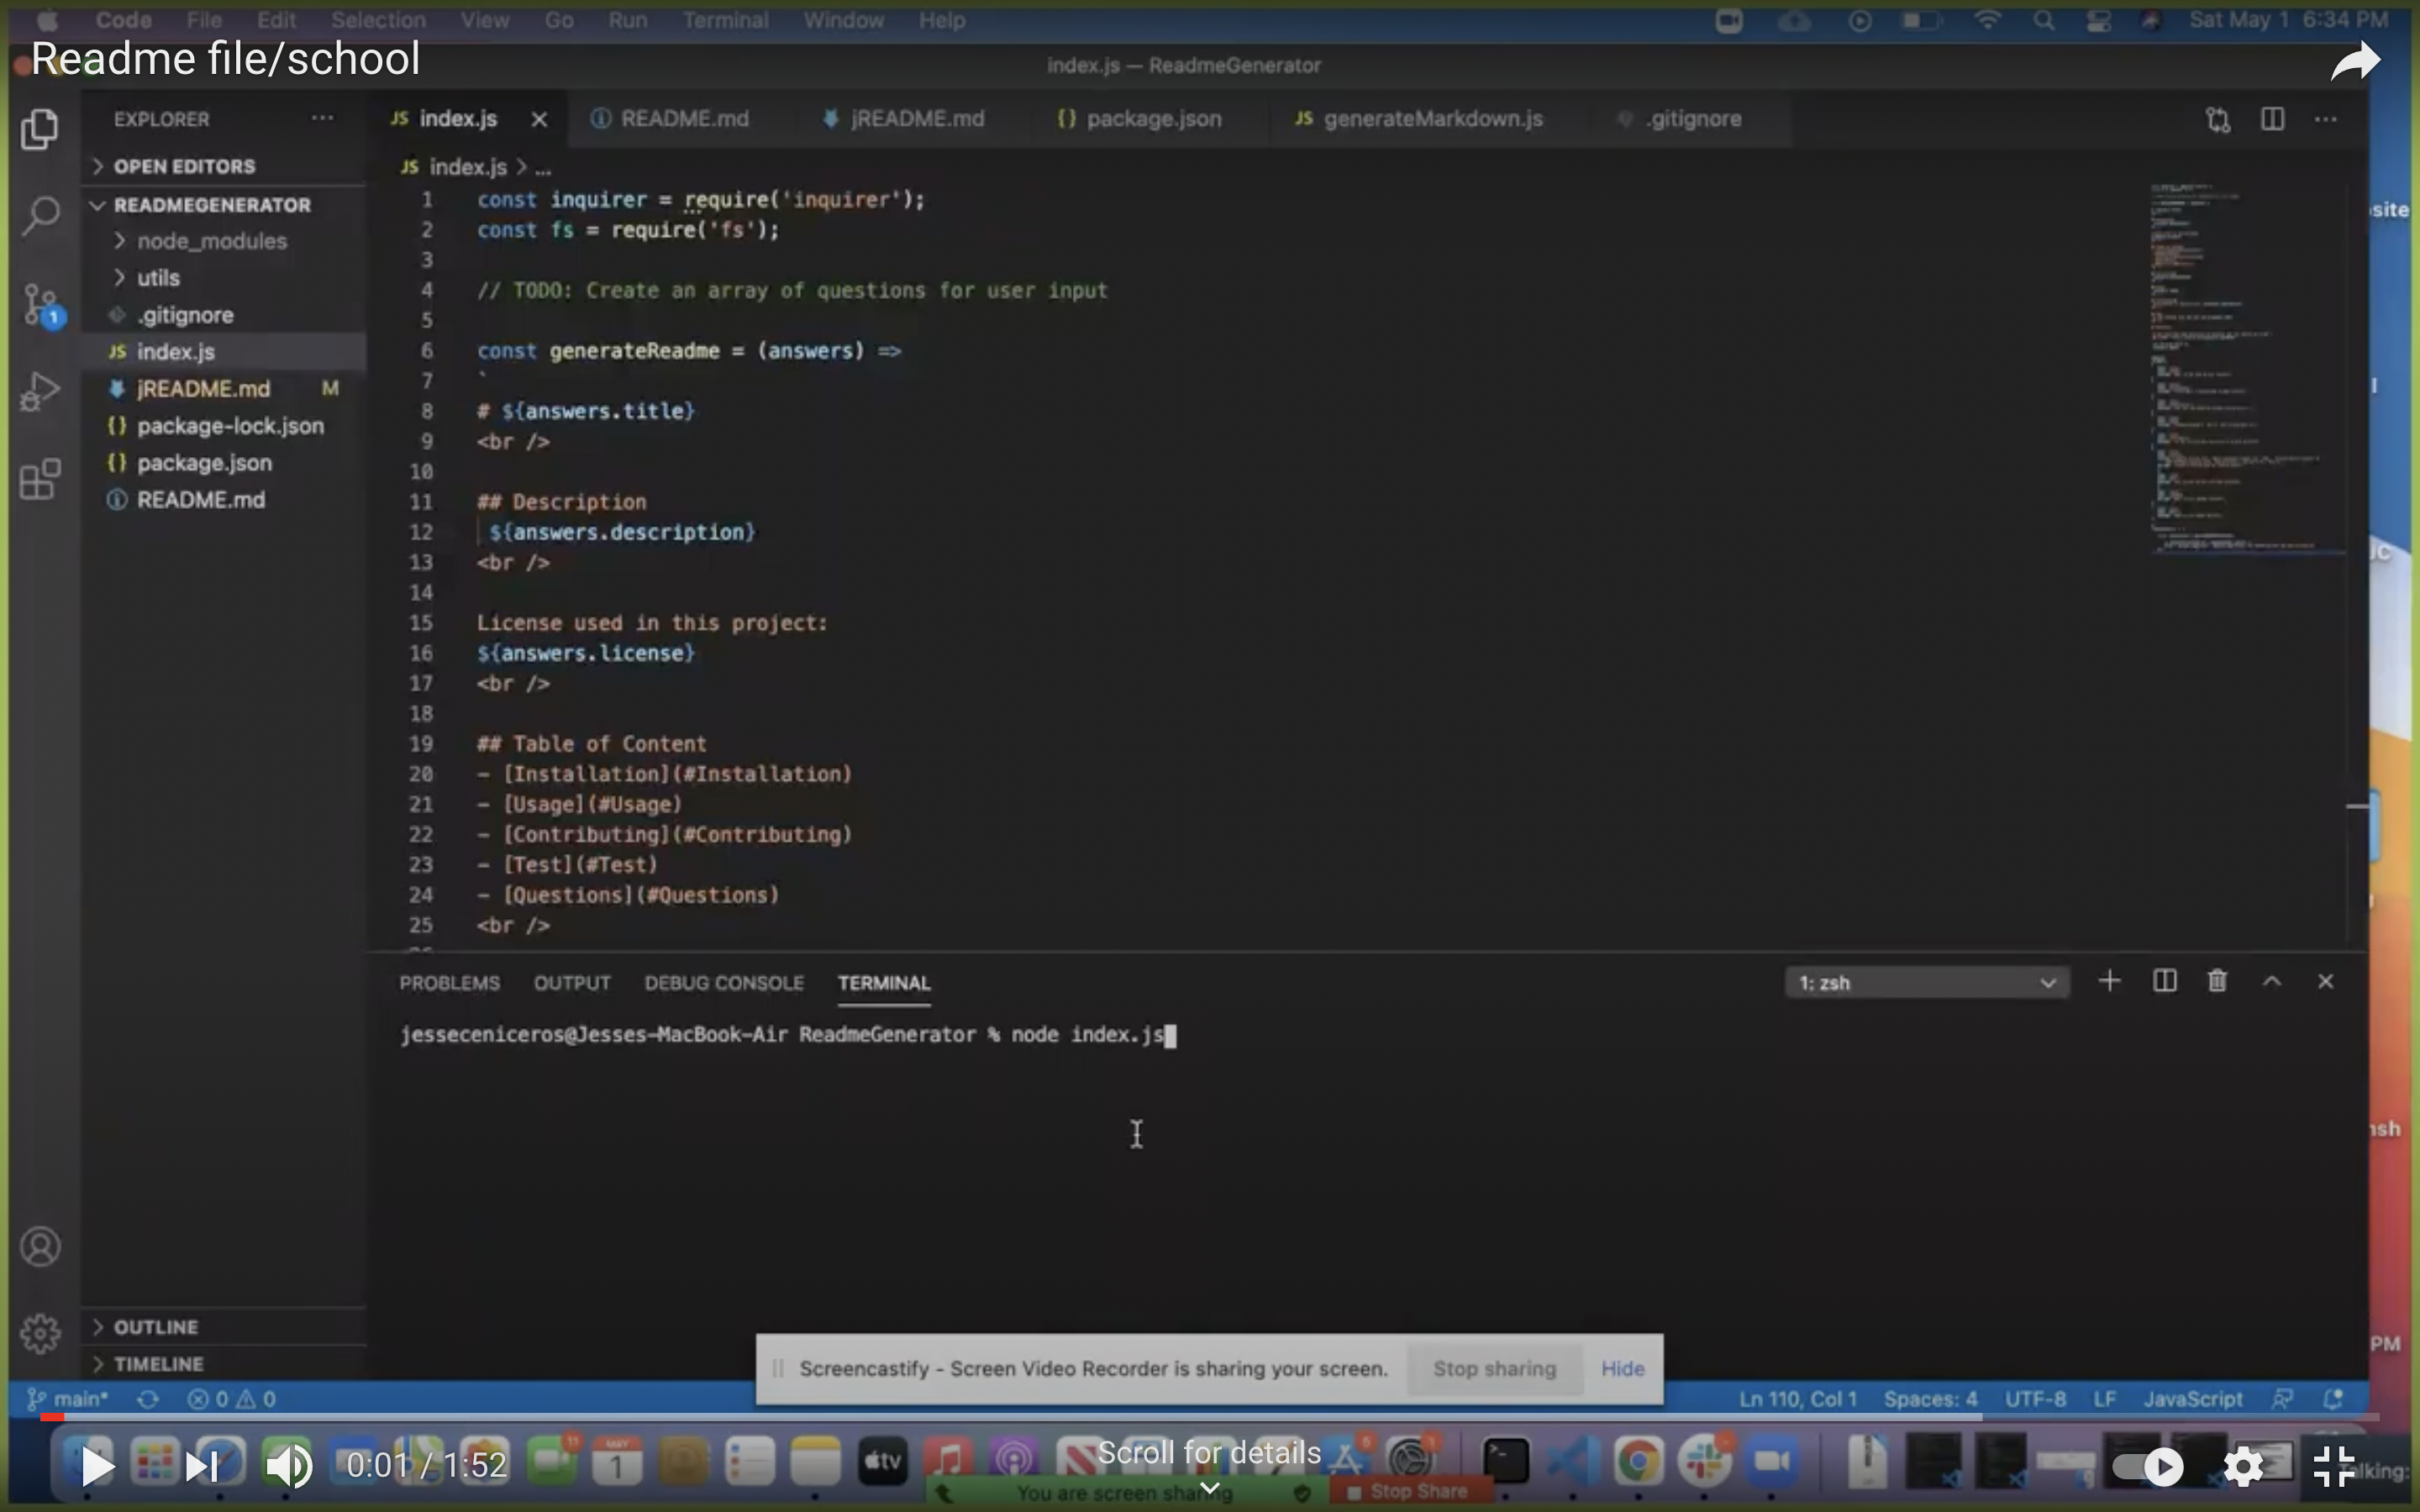 Code File Edit Selection View Go Run Terminal Window Help Sat May 1 6:34 PM
Readme file/school
index.js — ReadmeGenerator
EXPLORER ···
index.js
README.md
jREADME.md
package.json
generateMarkdown.js
.gitignore
OPEN EDITORS
READMEGENERATOR
node_modules
utils
.gitignore
index.js
jREADME.md M
package-lock.json
package.json
README.md
1
JS index.js > ...
1 const inquirer = require('inquirer');
2 const fs = require('fs');
3
4 // TODO: Create an array of questions for user input
5
6 const generateReadme = (answers) =>
7 `
8 # ${answers.title}
9 <br />
10
11 ## Description
12 ${answers.description}
13 <br />
14
15 License used in this project:
16 ${answers.license}
17 <br />
18
19 ## Table of Content
20 - [Installation](#Installation)
21 - [Usage](#Usage)
22 - [Contributing](#Contributing)
23 - [Test](#Test)
24 - [Questions](#Questions)
25 <br />
site
PROBLEMS OUTPUT DEBUG CONSOLE TERMINAL 1: zsh
jesseceniceros@Jesses-MacBook-Air ReadmeGenerator % node index.js
OUTLINE
TIMELINE
PM
Screencastify - Screen Video Recorder is sharing your screen. Stop sharing Hide
main* 0 0 Ln 110, Col 1 Spaces: 4 UTF-8 LF JavaScript
0:01 / 1:52
MAY
1
tv
Scroll for details
You are screen sharing Stop Share
alking: